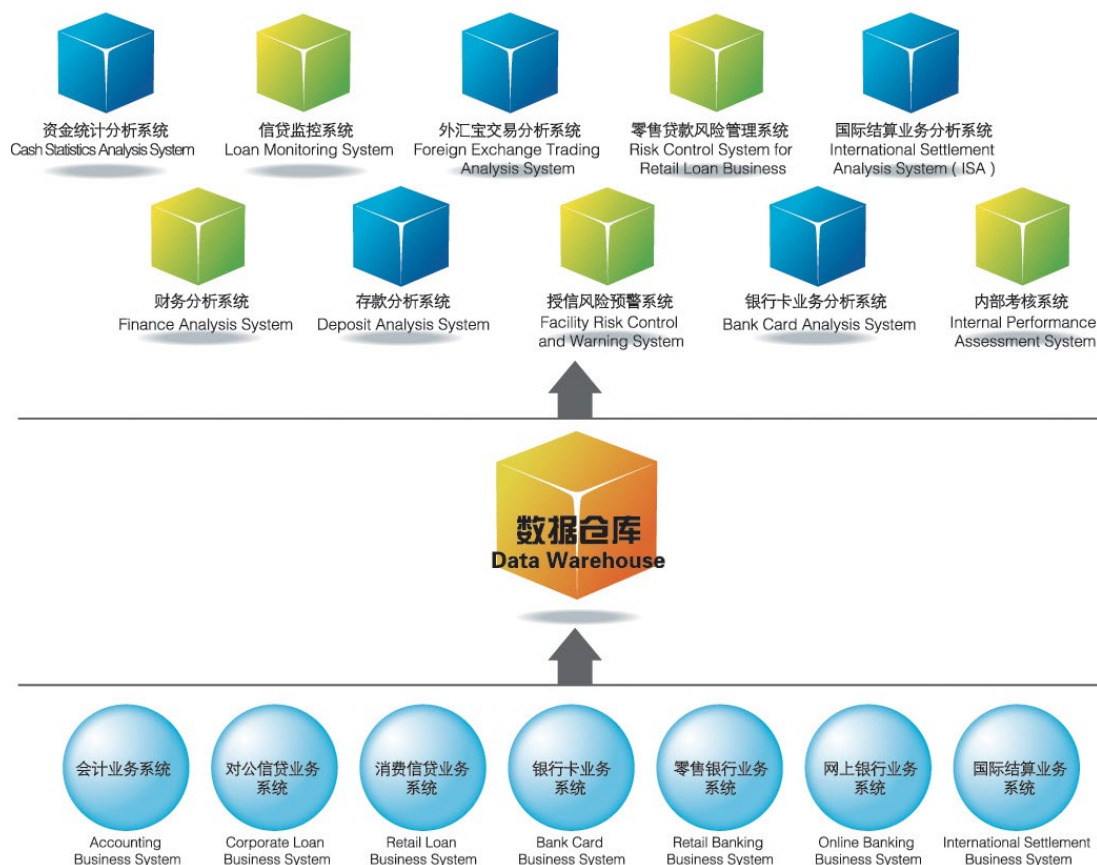 资金统计分析系统
Cash Statistics Analysis System
信贷监控系统
Loan Monitoring System
外汇宝交易分析系统
Foreign Exchange Trading
Analysis System
零售贷款风险管理系统
Risk Control System for
Retail Loan Business
国际结算业务分析系统
International Settlement
Analysis System ( ISA )
财务分析系统
Finance Analysis System
存款分析系统
Deposit Analysis System
授信风险预警系统
Facility Risk Control
and Warning System
银行卡业务分析系统
Bank Card Analysis System
内部考核系统
Internal Performance
Assessment System
数据仓库
Data Warehouse
会计业务系统
Accounting
Business System
对公信贷业务
系统
Corporate Loan
Business System
消费信贷业务
系统
Retail Loan
Business System
银行卡业务
系统
Bank Card
Business System
零售银行业务
系统
Retail Banking
Business System
网上银行业务
系统
Online Banking
Business System
国际结算业务
系统
International Settlement
Business System